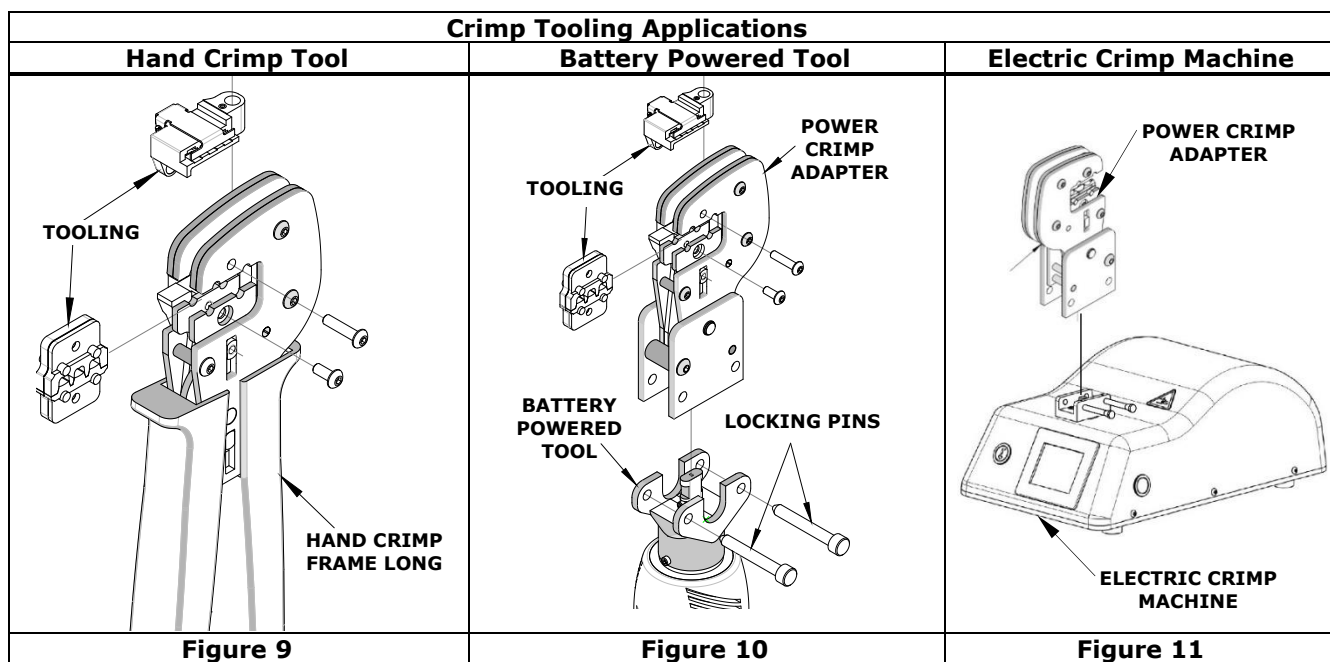 Crimp Tooling Applications
Hand Crimp Tool
Battery Powered Tool
Electric Crimp Machine
TOOLING
HAND CRIMP
FRAME LONG
POWER
CRIMP
ADAPTER
TOOLING
BATTERY
POWERED
TOOL
LOCKING PINS
POWER CRIMP
ADAPTER
ELECTRIC CRIMP
MACHINE
Figure 9
Figure 10
Figure 11